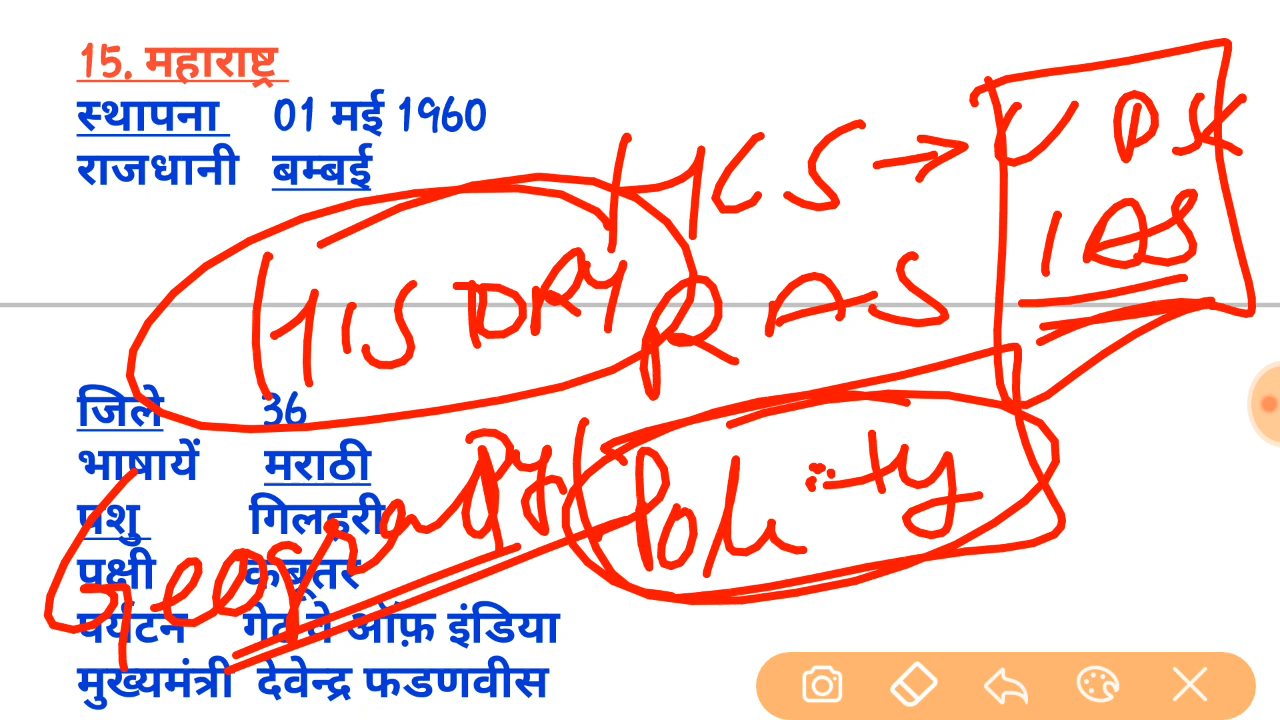 15. महाराष्ट्र
स्थापना 01 मई 1960
राजधानी बम्बई
HCS → UPSC
IAS
HISTORY
RAS
जिले 36
भाषायें मराठी
पशु गिलहरी
पक्षी कबूतर
Geography
Polity
पर्यटन गेट वे ऑफ़ इंडिया
मुख्यमंत्री देवेन्द्र फडणवीस